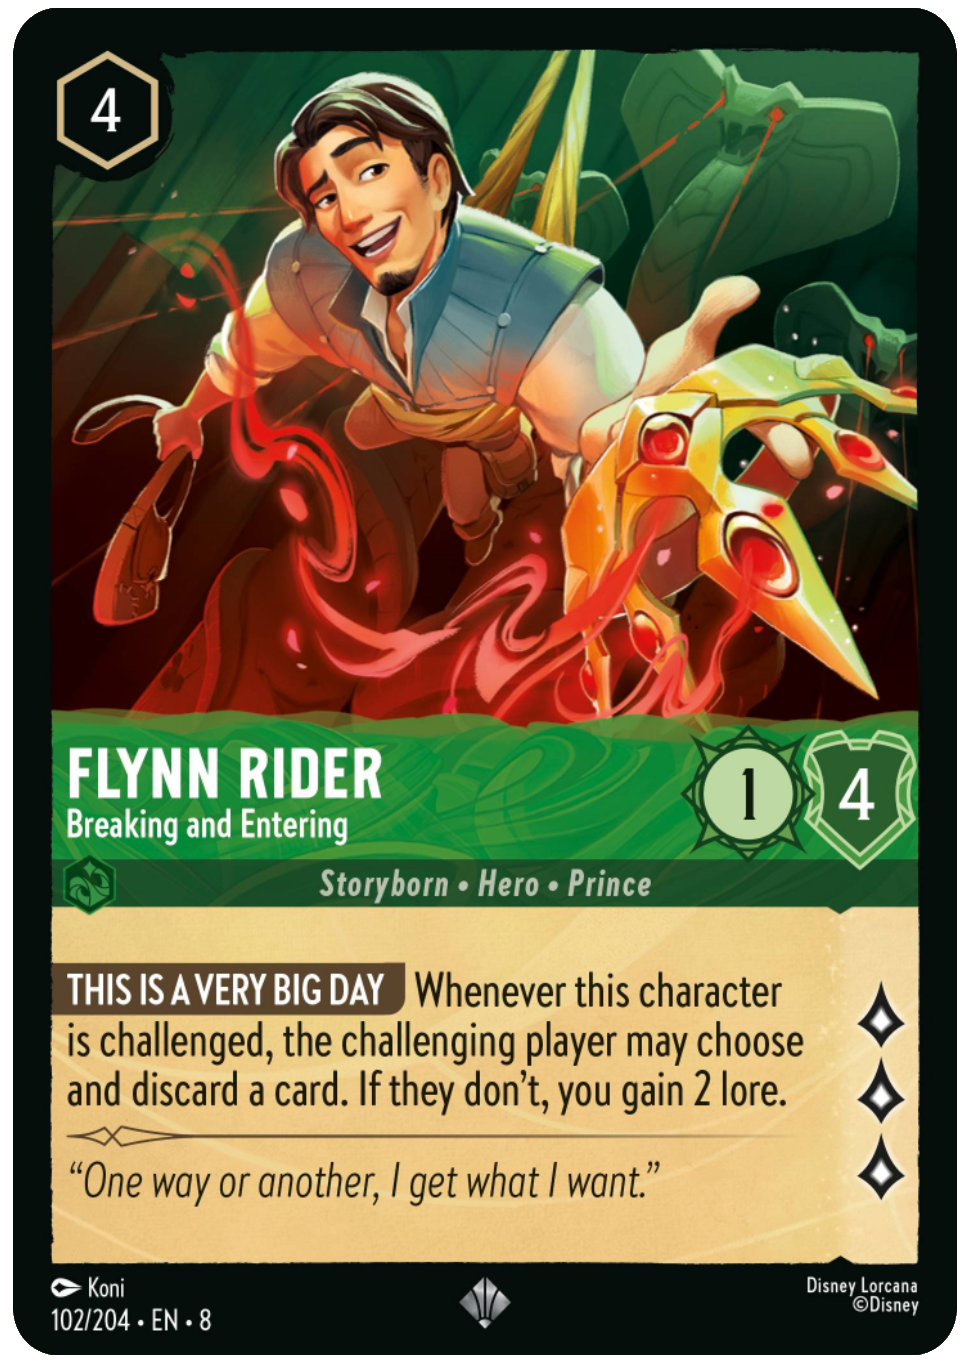 4
FLYNN RIDER
Breaking and Entering
1
4
Storyborn • Hero • Prince
THIS IS A VERY BIG DAY Whenever this character
is challenged, the challenging player may choose
and discard a card. If they don’t, you gain 2 lore.
“One way or another, I get what I want.”
Koni
102/204 • EN • 8
Disney Lorcana
©Disney